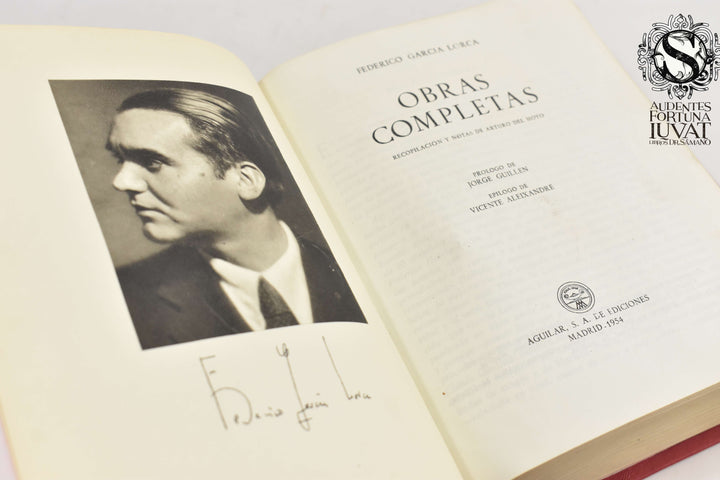 Federico García Lorca
FEDERICO GARCIA LORCA
OBRAS
COMPLETAS
RECOPILACION Y NOTAS DE ARTURO DEL HOYO
PROLOGO DE
JORGE GUILLEN
EPILOGO DE
VICENTE ALEIXANDRE
AGUILAR, S. A. DE EDICIONES
MADRID - 1954
S
AUDENTES
FORTUNA
IUVAT
LIBROS DR. SÁMANO